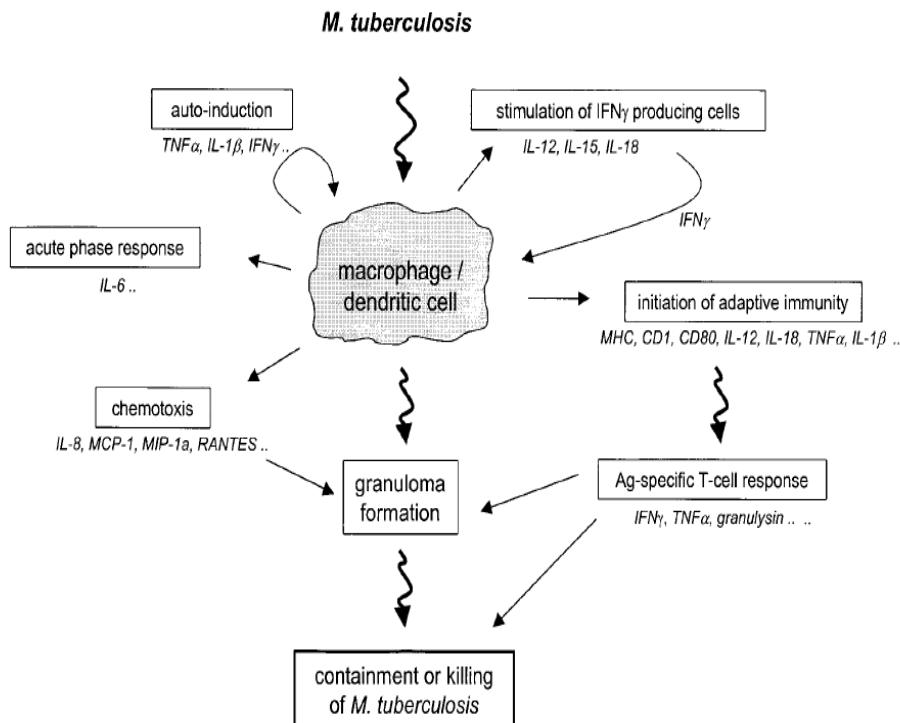 M. tuberculosis
auto-induction
TNFα, IL-1β, IFNγ ..
stimulation of IFNγ producing cells
IL-12, IL-15, IL-18
IFNγ
acute phase response
IL-6 ..
macrophage /
dendritic cell
initiation of adaptive immunity
MHC, CD1, CD80, IL-12, IL-18, TNFα, IL-1β ..
chemotoxis
IL-8, MCP-1, MIP-1a, RANTES ..
granuloma
formation
Ag-specific T-cell response
IFNγ, TNFα, granulysin .. ..
containment or killing
of M. tuberculosis